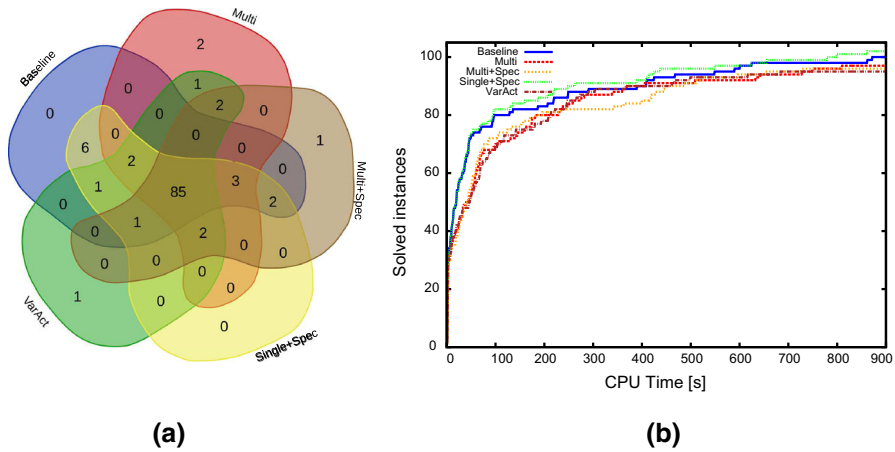 Multi
Baseline
2
1
2
0
0
0
0
0
1
6
0
2
0
0
Multi+Spec
1
85
3
2
0
0
1
2
0
0
0
0
0
0
1
0
0
VarAct
0
Single+Spec
(a)
Baseline
Multi
Multi+Spec
Single+Spec
VarAct
100
80
60
40
20
0
Solved instances
0 100 200 300 400 500 600 700 800 900
CPU Time [s]
(b)